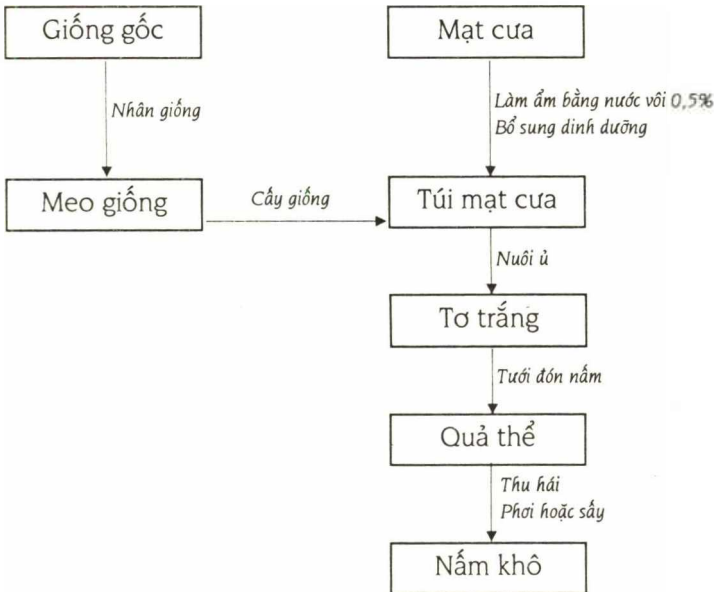 Giống gốc
Mạt cưa
Nhân giống
Làm ẩm bằng nước vôi 0,5%
Bổ sung dinh dưỡng
Meo giống
Cấy giống
Túi mạt cưa
Nuôi ủ
Tơ trắng
Tưới đón nấm
Quả thể
Thu hái
Phơi hoặc sấy
Nấm khô